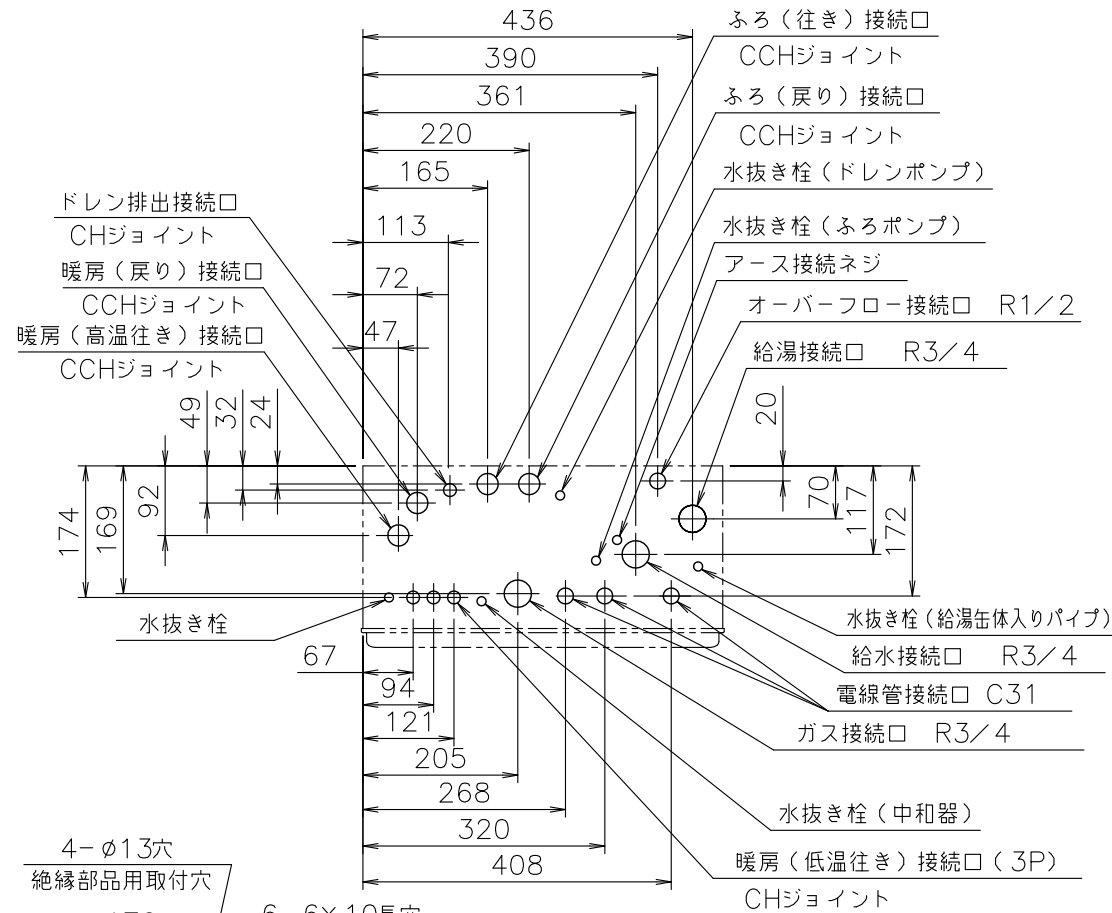 436
ふろ（往き）接続口
CCHジョイント
390
ふろ（戻り）接続口
361
CCHジョイント
220
水抜き栓（ドレンポンプ）
165
ドレン排出接続口
113
水抜き栓（ふろポンプ）
CHジョイント
アース接続ネジ
暖房（戻り）接続口
72
オーバーフロー接続口 R1/2
CCHジョイント
47
暖房（高温往き）接続口
給湯接続口 R3/4
CCHジョイント
49
32
24
20
92
70
174
169
117
172
水抜き栓
水抜き栓（給湯缶体入りパイプ）
67
給水接続口 R3/4
94
電線管接続口 C31
121
ガス接続口 R3/4
205
268
水抜き栓（中和器）
320
4-φ13穴
暖房（低温往き）接続口（3P）
絶縁部品用取付穴
408
CHジョイント